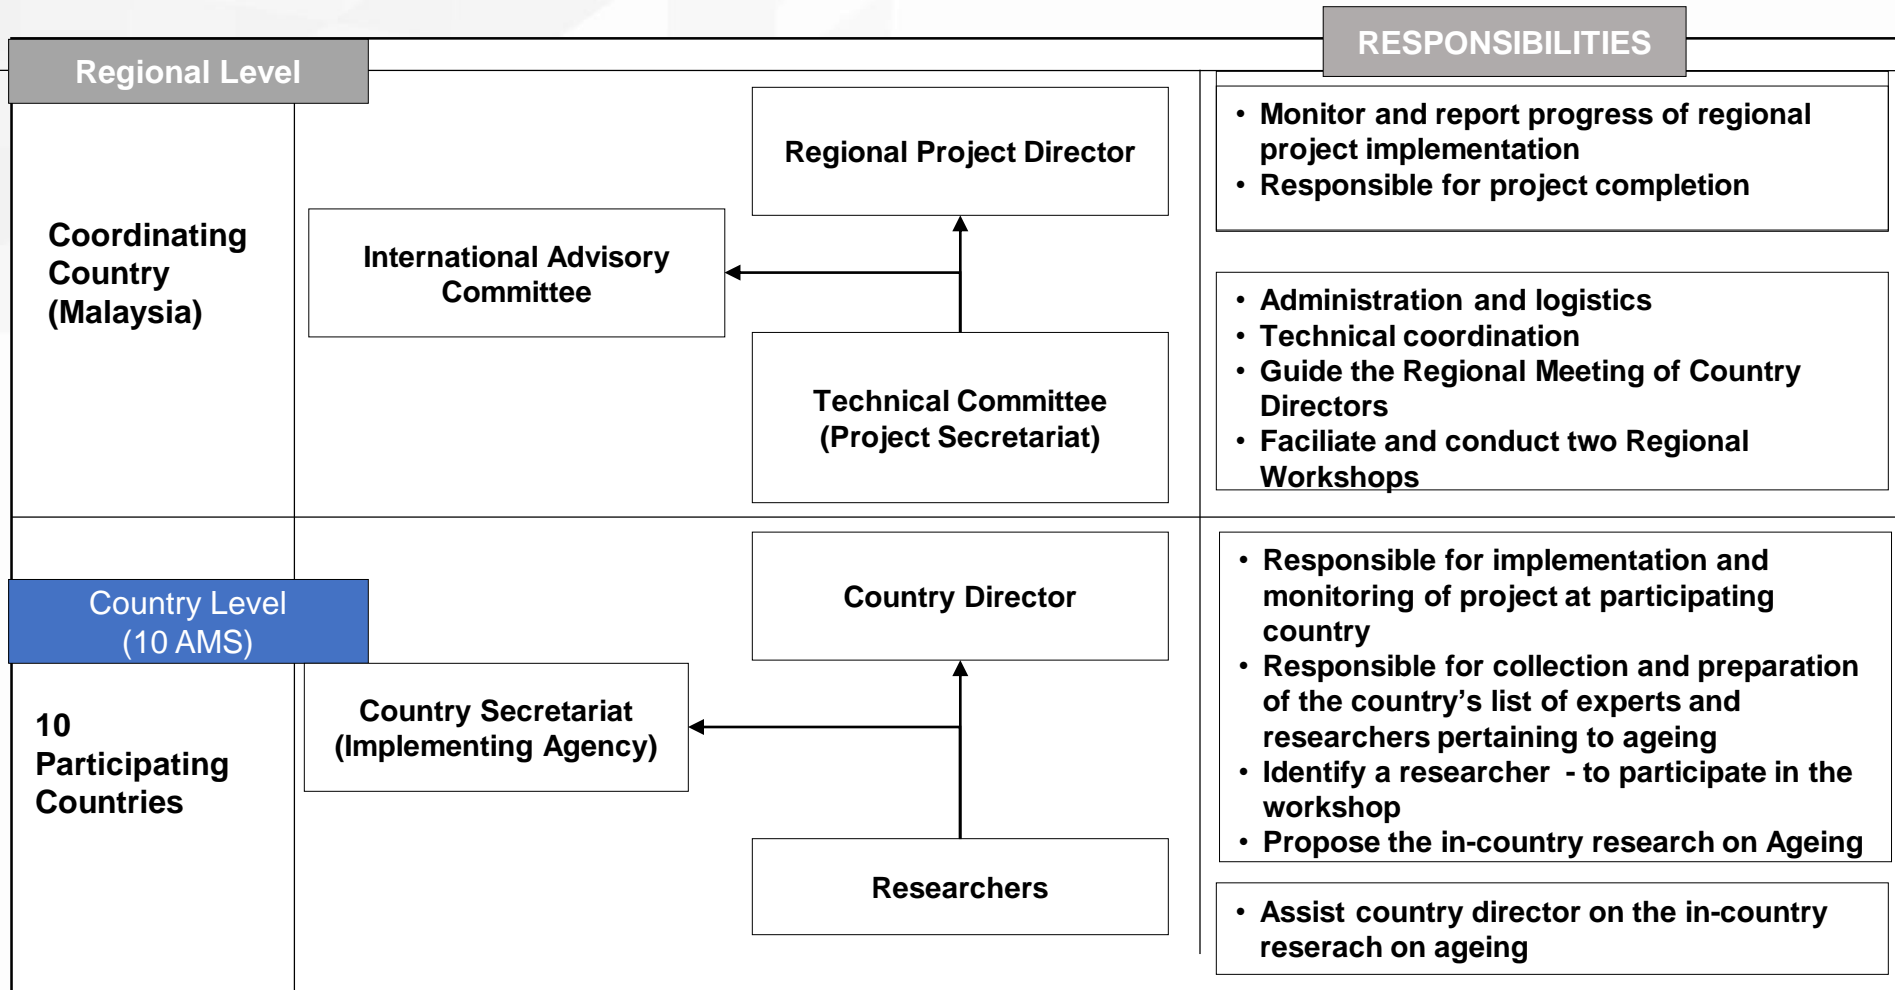 RESPONSIBILITIES
Regional Level
Coordinating
Country
(Malaysia)
Regional Project Director
International Advisory
Committee
Technical Committee
(Project Secretariat)
• Monitor and report progress of regional
project implementation
• Responsible for project completion
• Administration and logistics
• Technical coordination
• Guide the Regional Meeting of Country
Directors
• Faciliate and conduct two Regional
Workshops
Country Level
(10 AMS)
10
Participating
Countries
Country Director
Country Secretariat
(Implementing Agency)
Researchers
• Responsible for implementation and
monitoring of project at participating
country
• Responsible for collection and preparation
of the country’s list of experts and
researchers pertaining to ageing
• Identify a researcher - to participate in the
workshop
• Propose the in-country research on Ageing
• Assist country director on the in-country
reserach on ageing